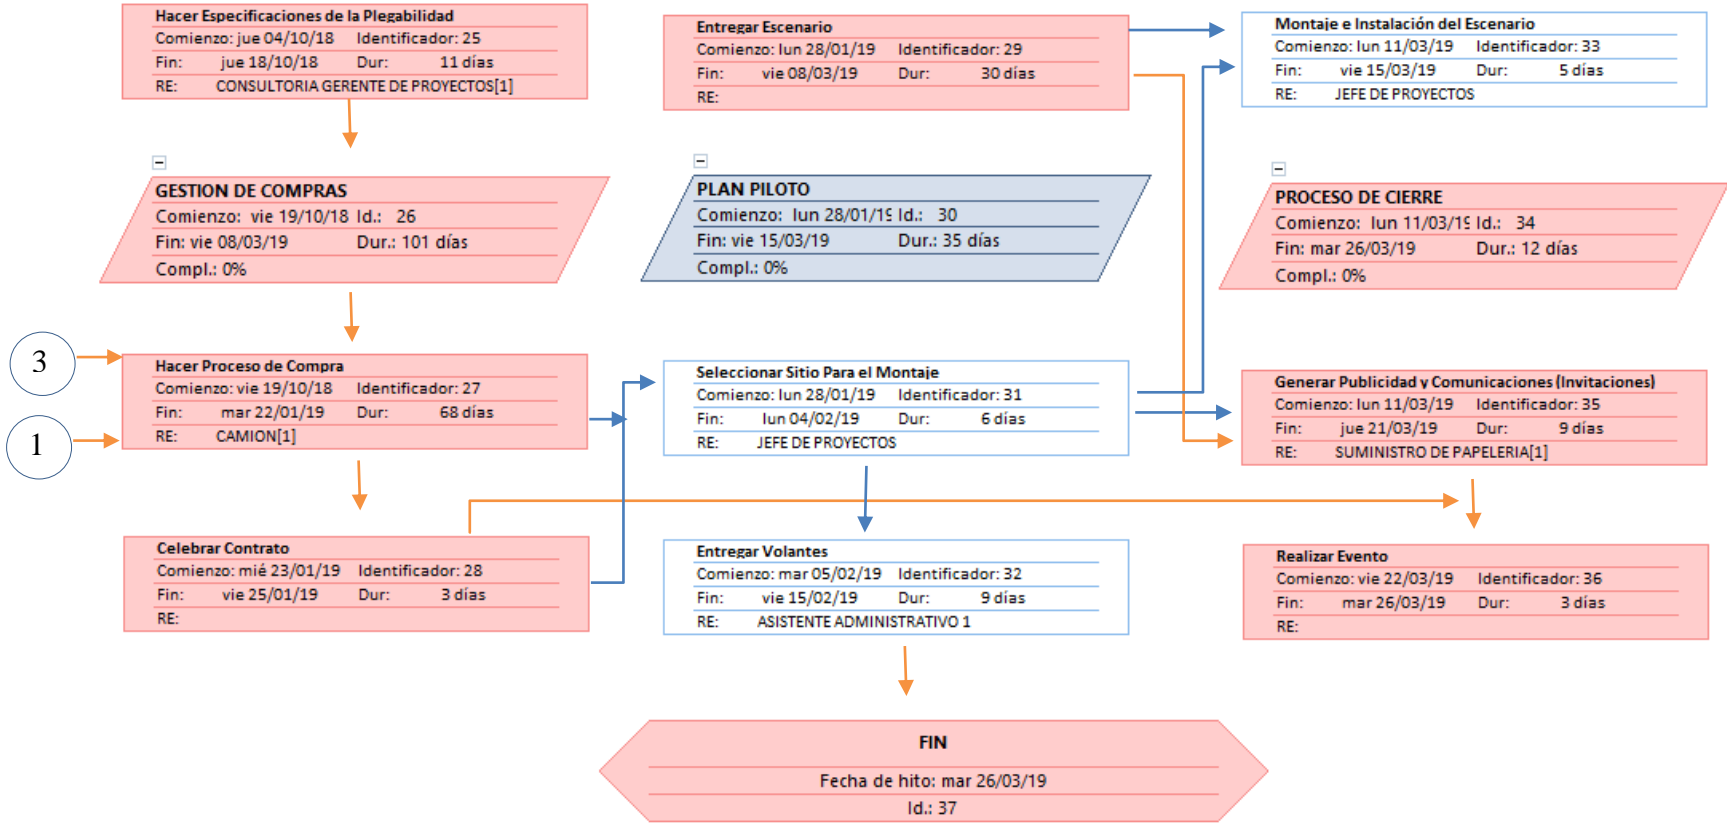 Hacer Especificaciones de la Plegabilidad
Comienzo: jue 04/10/18 Identificador: 25
Fin: jue 18/10/18 Dur: 11 días
RE: CONSULTORIA GERENTE DE PROYECTOS[1]
Entregar Escenario
Comienzo: lun 28/01/19 Identificador: 29
Fin: vie 08/03/19 Dur: 30 días
RE:
Montaje e Instalación del Escenario
Comienzo: lun 11/03/19 Identificador: 33
Fin: vie 15/03/19 Dur: 5 días
RE: JEFE DE PROYECTOS
GESTION DE COMPRAS
Comienzo: vie 19/10/18 Id.: 26
Fin: vie 08/03/19 Dur.: 101 días
Compl.: 0%
PLAN PILOTO
Comienzo: lun 28/01/19 Id.: 30
Fin: vie 15/03/19 Dur.: 35 días
Compl.: 0%
PROCESO DE CIERRE
Comienzo: lun 11/03/19 Id.: 34
Fin: mar 26/03/19 Dur.: 12 días
Compl.: 0%
3
1
Hacer Proceso de Compra
Comienzo: vie 19/10/18 Identificador: 27
Fin: mar 22/01/19 Dur: 68 días
RE: CAMION[1]
Seleccionar Sitio Para el Montaje
Comienzo: lun 28/01/19 Identificador: 31
Fin: lun 04/02/19 Dur: 6 días
RE: JEFE DE PROYECTOS
Generar Publicidad y Comunicaciones (Invitaciones)
Comienzo: lun 11/03/19 Identificador: 35
Fin: jue 21/03/19 Dur: 9 días
RE: SUMINISTRO DE PAPELERIA[1]
Celebrar Contrato
Comienzo: mié 23/01/19 Identificador: 28
Fin: vie 25/01/19 Dur: 3 días
RE:
Entregar Volantes
Comienzo: mar 05/02/19 Identificador: 32
Fin: vie 15/02/19 Dur: 9 días
RE: ASISTENTE ADMINISTRATIVO 1
Realizar Evento
Comienzo: vie 22/03/19 Identificador: 36
Fin: mar 26/03/19 Dur: 3 días
RE:
FIN
Fecha de hito: mar 26/03/19
Id.: 37